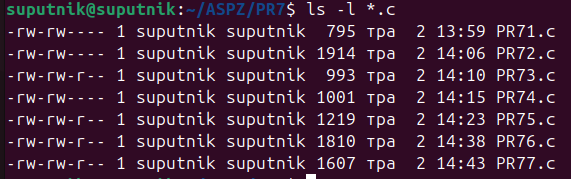 suputnik@suputnik:~/ASPZ/PR7$ ls -l *.c
-rw-rw---- 1 suputnik suputnik  795 тра  2 13:59 PR71.c
-rw-rw---- 1 suputnik suputnik 1914 тра  2 14:06 PR72.c
-rw-rw-r-- 1 suputnik suputnik  993 тра  2 14:10 PR73.c
-rw-rw---- 1 suputnik suputnik 1001 тра  2 14:15 PR74.c
-rw-rw-r-- 1 suputnik suputnik 1219 тра  2 14:23 PR75.c
-rw-rw-r-- 1 suputnik suputnik 1810 тра  2 14:38 PR76.c
-rw-rw-r-- 1 suputnik suputnik 1607 тра  2 14:43 PR77.c